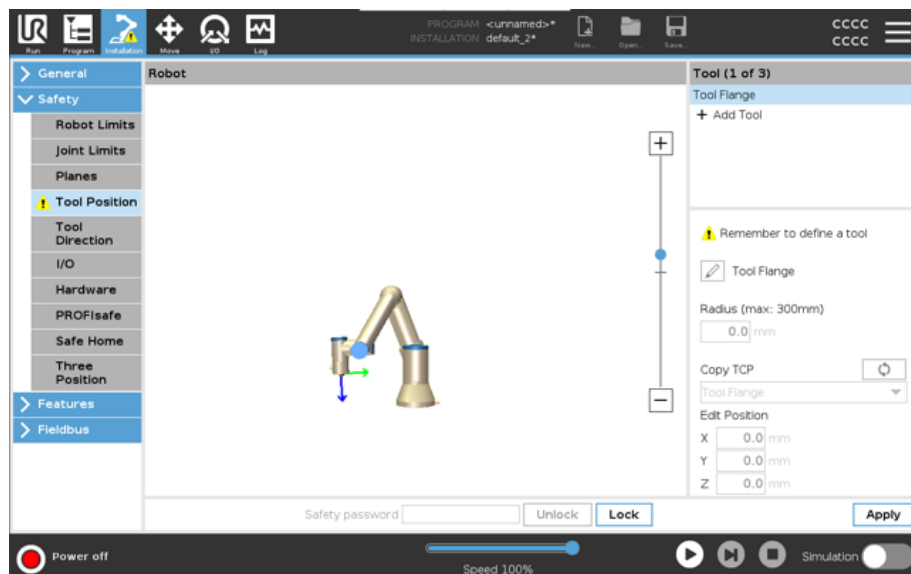 PROGRAM <unnamed>*
INSTALLATION default_2*
CCCC
CCCC
Run Program Installation Move I/O Log New... Open... Save...
General
Safety
Robot Limits
Joint Limits
Planes
Tool Position
Tool
Direction
I/O
Hardware
PROFIsafe
Safe Home
Three
Position
Features
Fieldbus
Robot
Tool (1 of 3)
Tool Flange
+ Add Tool
Remember to define a tool
Tool Flange
Radius (max: 300mm)
0.0 mm
Copy TCP
Tool Flange
Edit Position
X 0.0 mm
Y 0.0 mm
Z 0.0 mm
Safety password Unlock Lock Apply
Power off
Speed 100%
Simulation